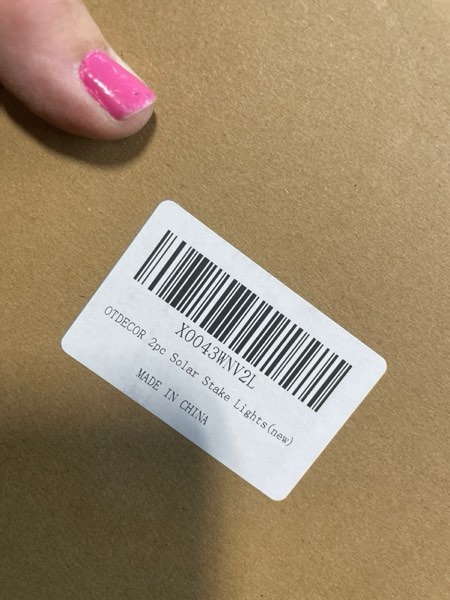 X0043WNV2L
OTDECOR 2pc Solar Stake Lights(new)
MADE IN CHINA